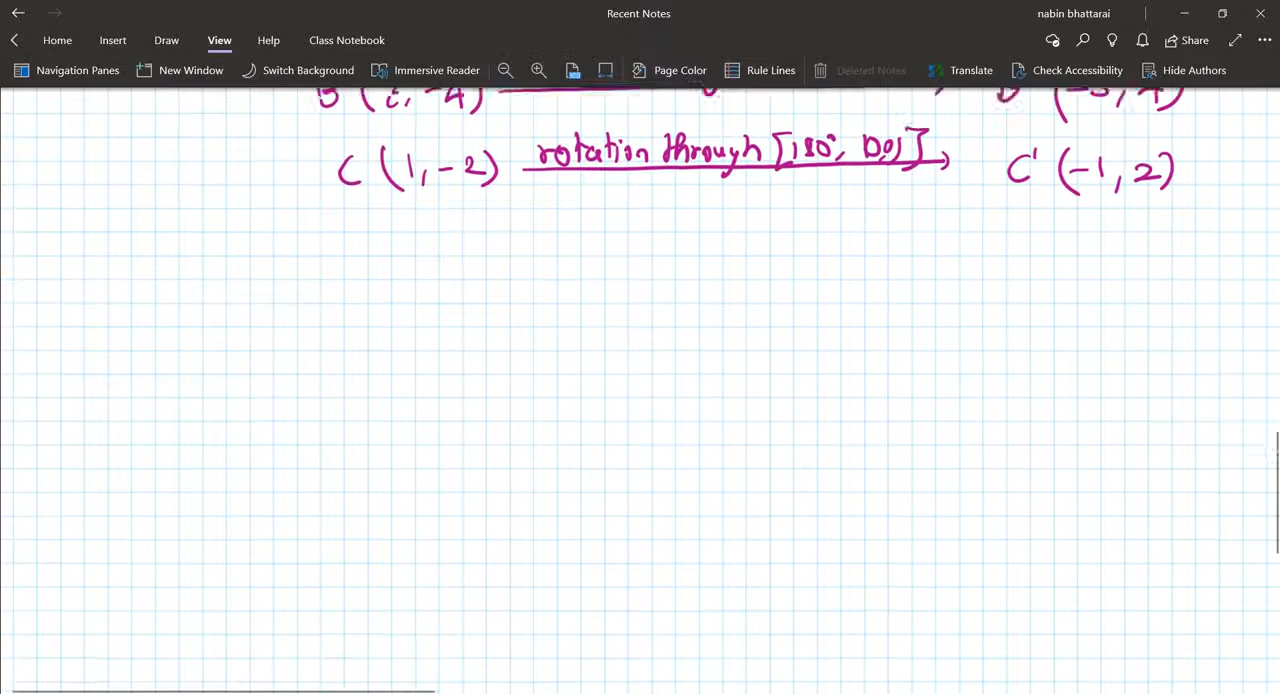 Recent Notes
nabin bhattarai
Home Insert Draw View Help Class Notebook
Share
Navigation Panes New Window Switch Background Immersive Reader Page Color Rule Lines Deleted Notes Translate Check Accessibility Hide Authors
C (1, -2) rotation through [180°, D(0)] C' (-1, 2)